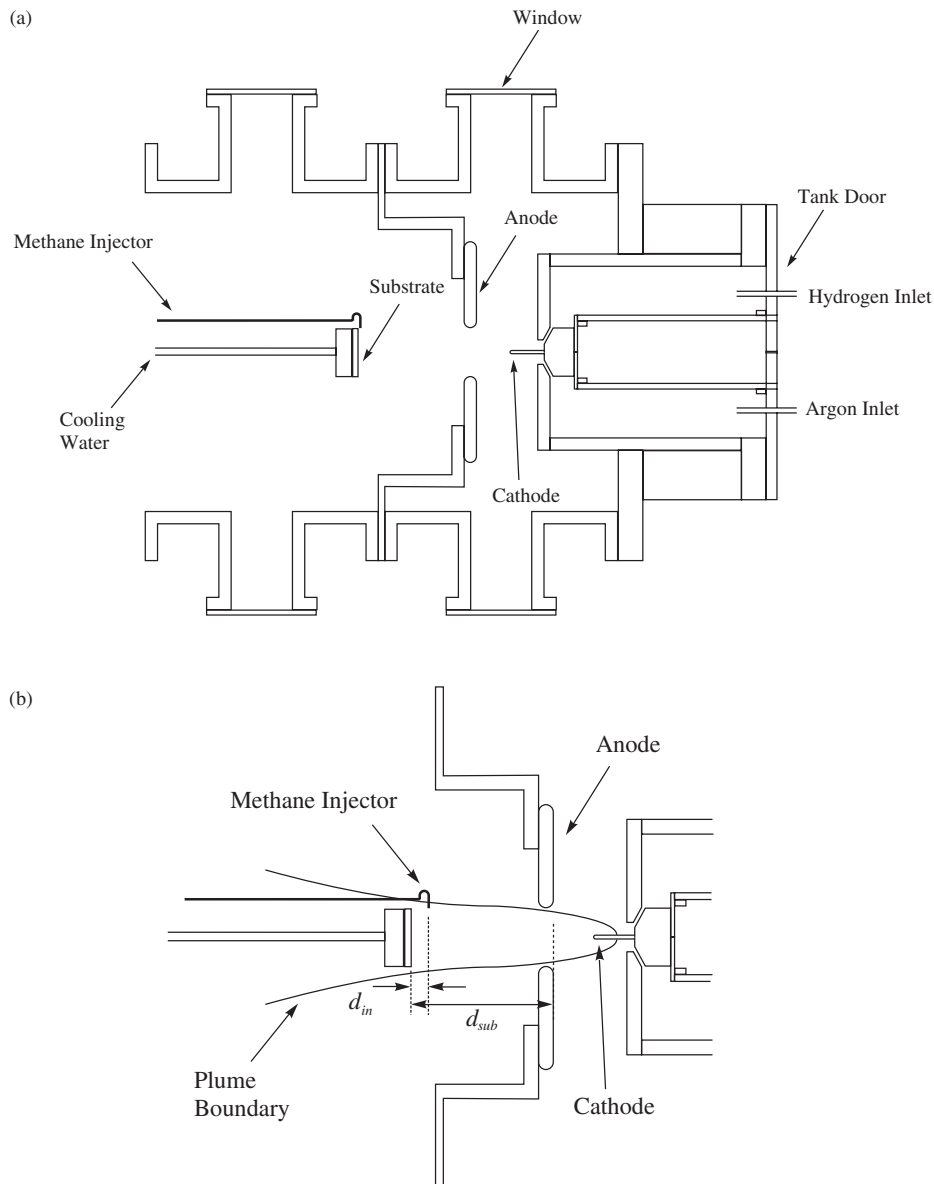 (a)
Window
Tank Door
Anode
Methane Injector
Substrate
Hydrogen Inlet
Cooling
Water
Argon Inlet
Cathode
(b)
Anode
Methane Injector
d_in
d_sub
Plume
Boundary
Cathode